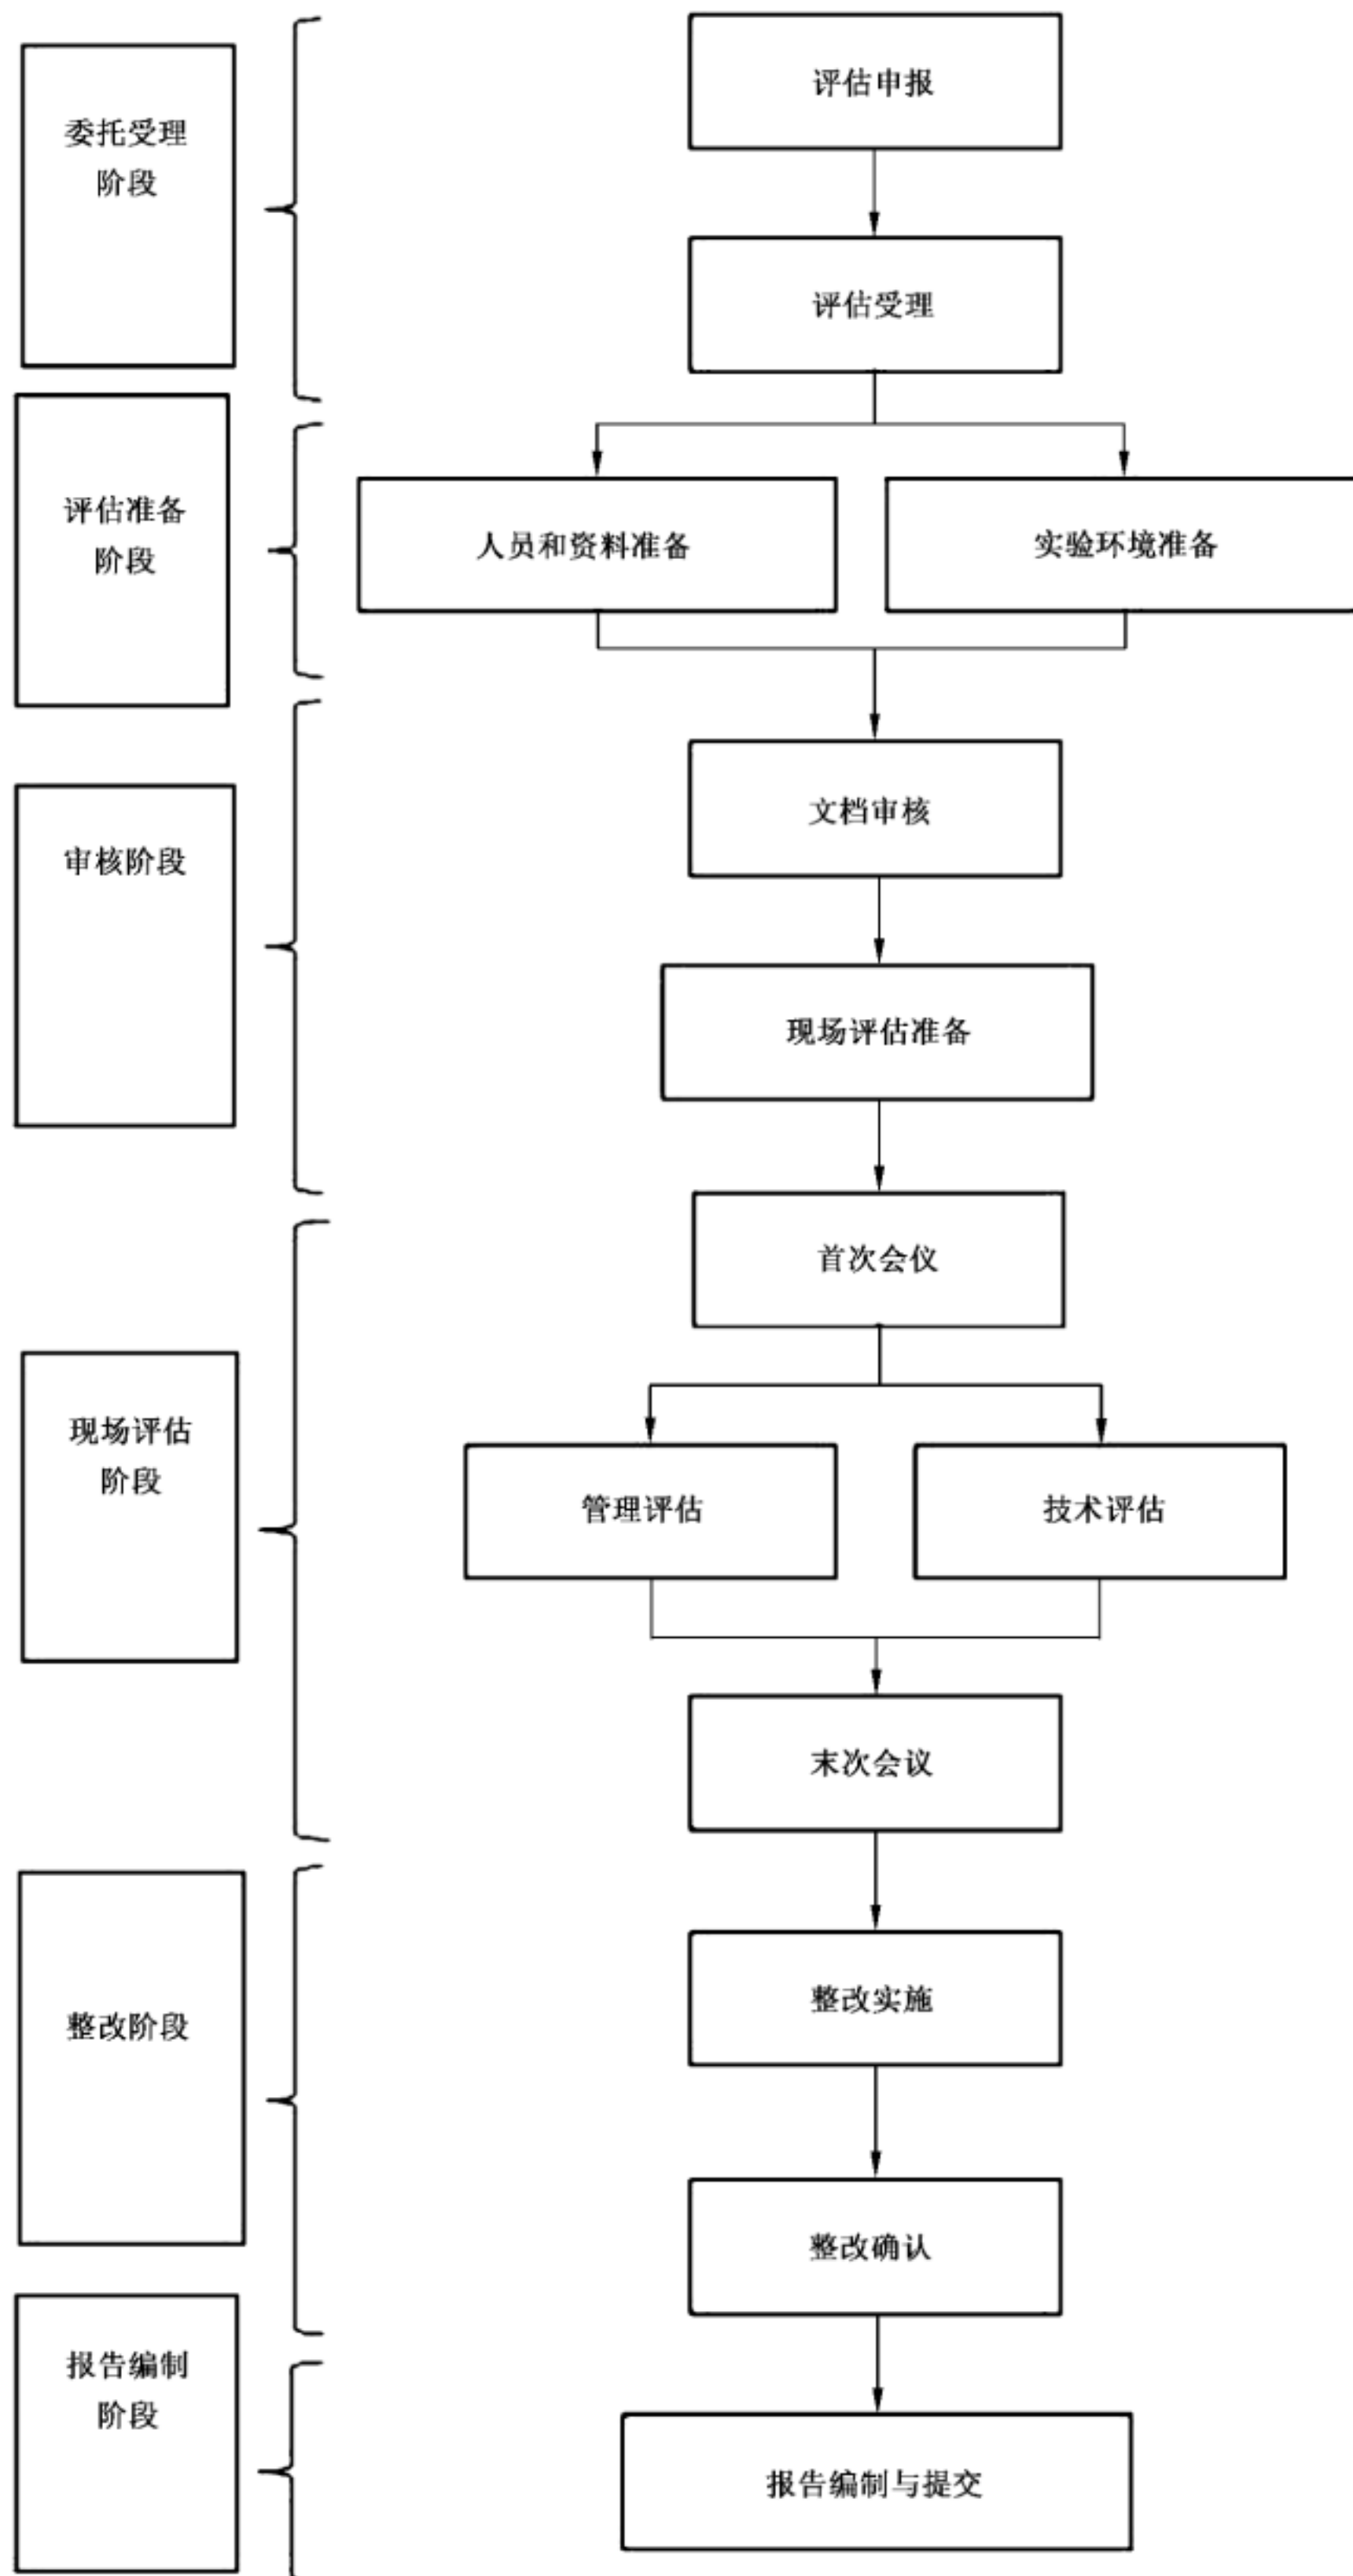 委托受理
阶段
评估申报
评估受理
评估准备
阶段
人员和资料准备
实验环境准备
审核阶段
文档审核
现场评估准备
现场评估
阶段
首次会仪
管理评估
技术评估
末次会议
整改阶段
整改实施
整改确认
报告编制
阶段
报告编制与提交